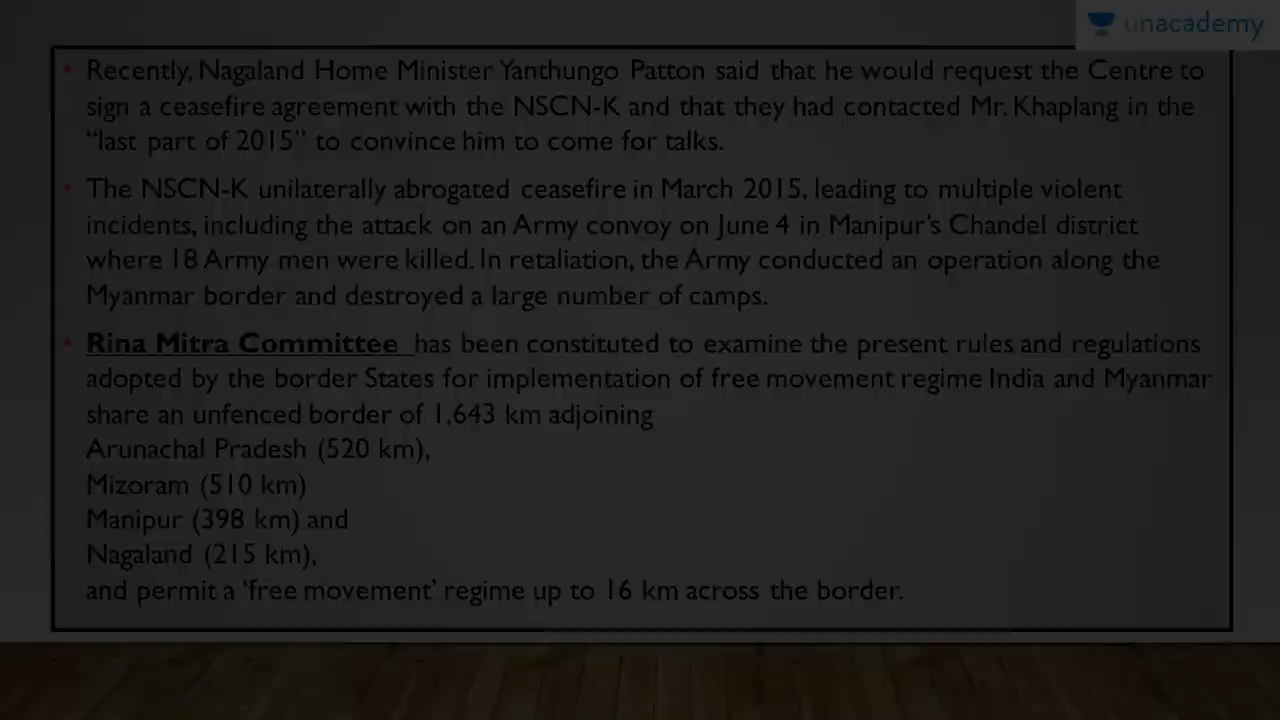 unacademy
• Recently, Nagaland Home Minister Yanthungo Patton said that he would request the Centre to
sign a ceasefire agreement with the NSCN-K and that they had contacted Mr. Khaplang in the
“last part of 2015” to convince him to come for talks.
• The NSCN-K unilaterally abrogated ceasefire in March 2015, leading to multiple violent
incidents, including the attack on an Army convoy on June 4 in Manipur’s Chandel district
where 18 Army men were killed. In retaliation, the Army conducted an operation along the
Myanmar border and destroyed a large number of camps.
• Rina Mitra Committee has been constituted to examine the present rules and regulations
adopted by the border States for implementation of free movement regime India and Myanmar
share an unfenced border of 1,643 km adjoining
Arunachal Pradesh (520 km),
Mizoram (510 km)
Manipur (398 km) and
Nagaland (215 km),
and permit a ‘free movement’ regime up to 16 km across the border.